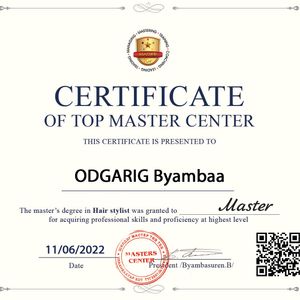 CERTIFICATE
OF TOP MASTER CENTER
THIS CERTIFICATE IS PRESENTED TO
ODGARIG Byambaa
The master's degree in Hair stylist was granted to Master
for acquiring professional skills and proficiency at highest level
11/06/2022
Date
MASTERS
CENTER
President /Byambasuren.B/